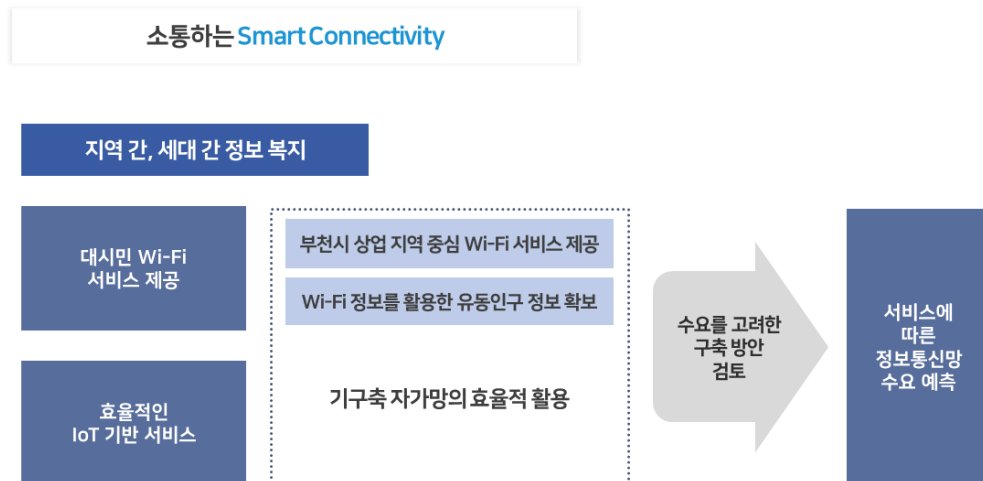 소통하는 Smart Connectivity
지역 간, 세대 간 정보 복지
대시민 Wi-Fi
서비스 제공
부천시 상업 지역 중심 Wi-Fi 서비스 제공
Wi-Fi 정보를 활용한 유동인구 정보 확보
효율적인
IoT 기반 서비스
기구축 자가망의 효율적 활용
수요를 고려한
구축 방안
검토
서비스에
따른
정보통신망
수요 예측